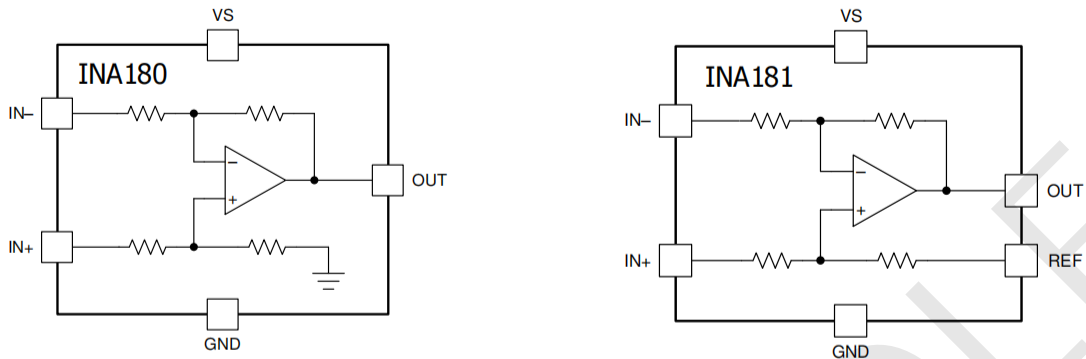 VS
INA180
IN–
–
OUT
+
IN+
GND
VS
INA181
IN–
–
OUT
+
IN+
REF
GND